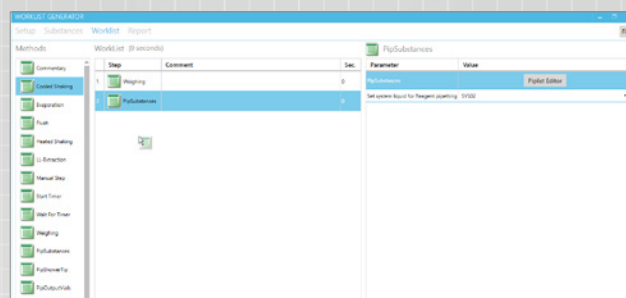 WORKLIST GENERATOR
Setup Substances Worklist Report
Methods
WorkList (0 seconds)
PipSubstances
Step Comment Sec.
Parameter Value
Commentary
Cooled Shaking
Evaporation
Flush
Heated Shaking
LL-Extraction
Manual Step
Start Timer
Wait For Timer
Weighing
PipSubstances
PipShowerTip
PipOutputVials
1 Weighing 0
2 PipSubstances 0
PipSubstances Piplist Editor
Set system liquid for Reagent pipetting